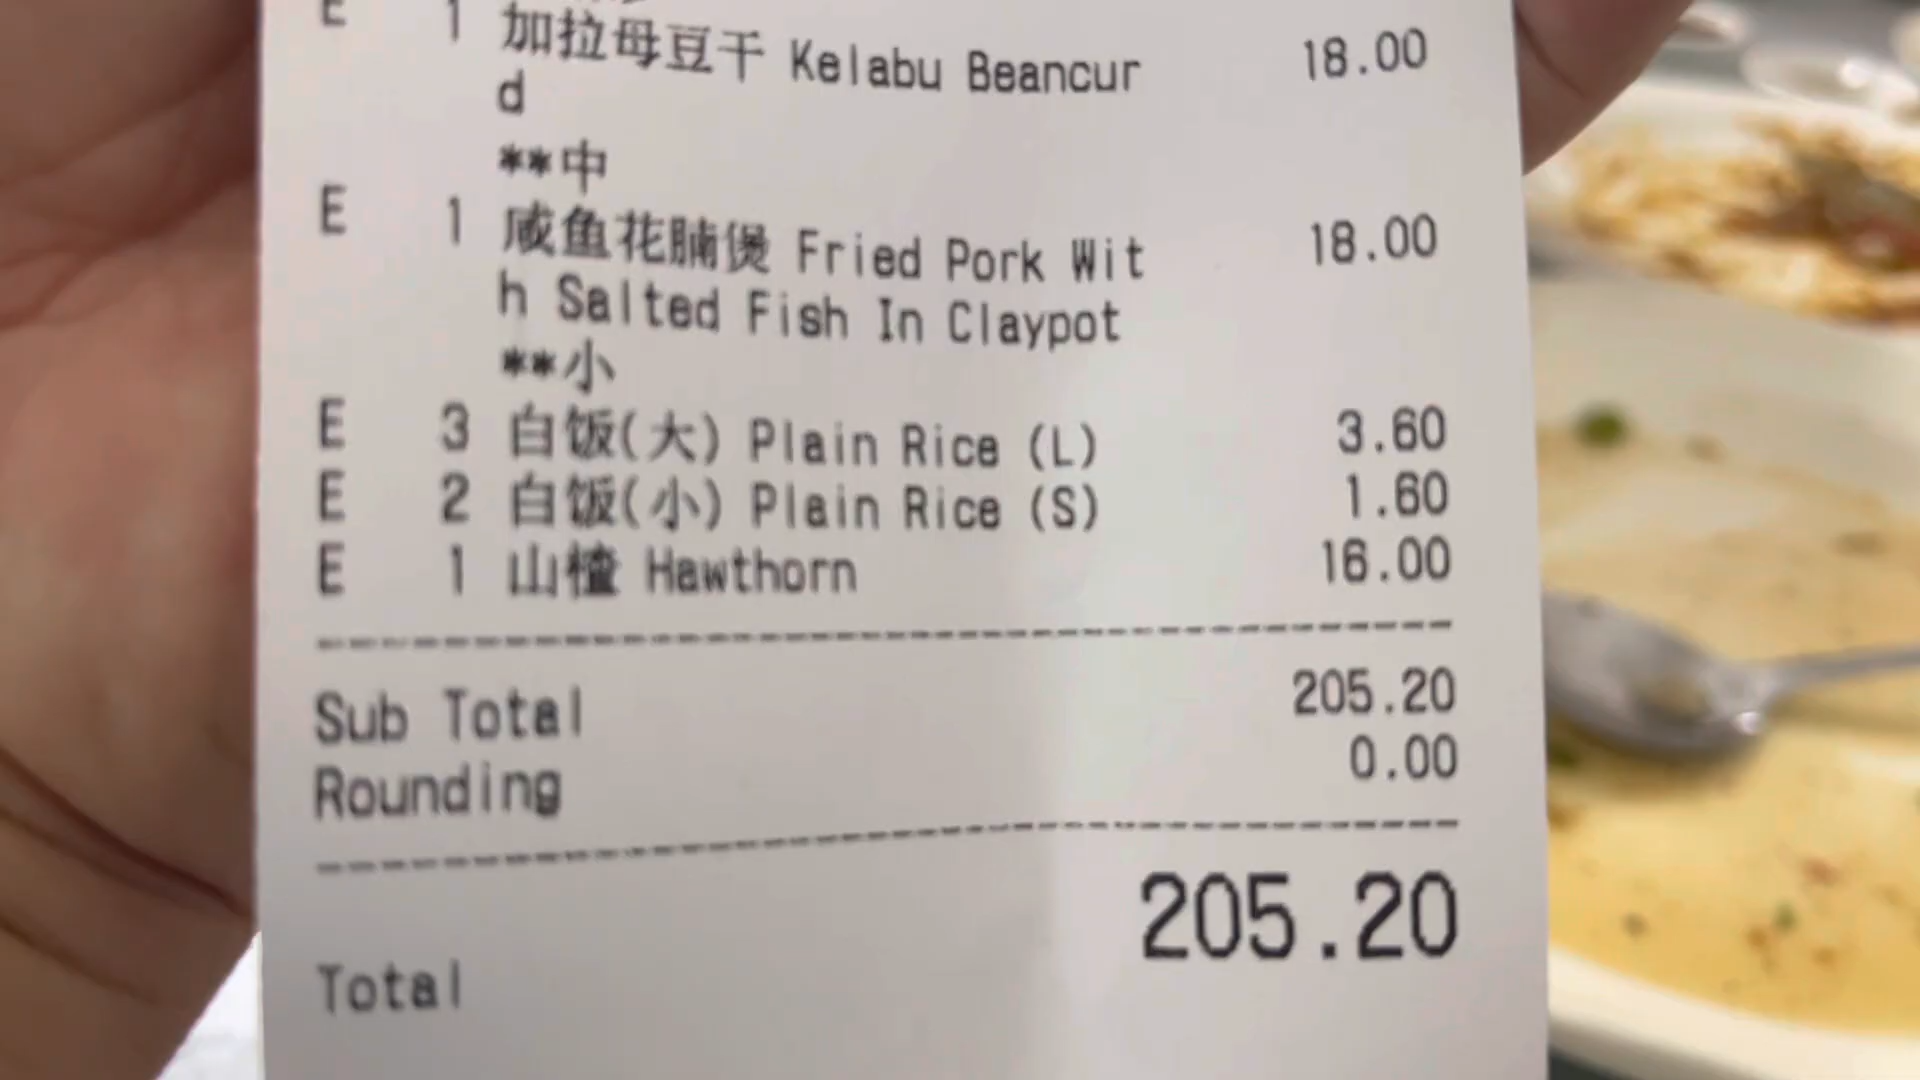 E 1 加拉母豆干 Kelabu Beancur 18.00
d
**中
E 1 咸鱼花腩煲 Fried Pork Wit 18.00
h Salted Fish In Claypot
**小
E 3 白饭(大) Plain Rice (L) 3.60
E 2 白饭(小) Plain Rice (S) 1.60
E 1 山楂 Hawthorn 16.00
Sub Total 205.20
Rounding 0.00
205.20
Total